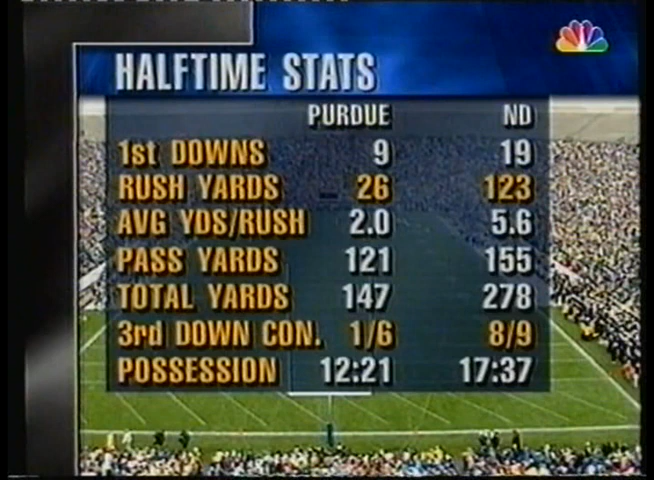 HALFTIME STATS
PURDUE ND
1st DOWNS 9 19
RUSH YARDS 26 123
AVG YDS/RUSH 2.0 5.6
PASS YARDS 121 155
TOTAL YARDS 147 278
3rd DOWN CON. 1/6 8/9
POSSESSION 12:21 17:37